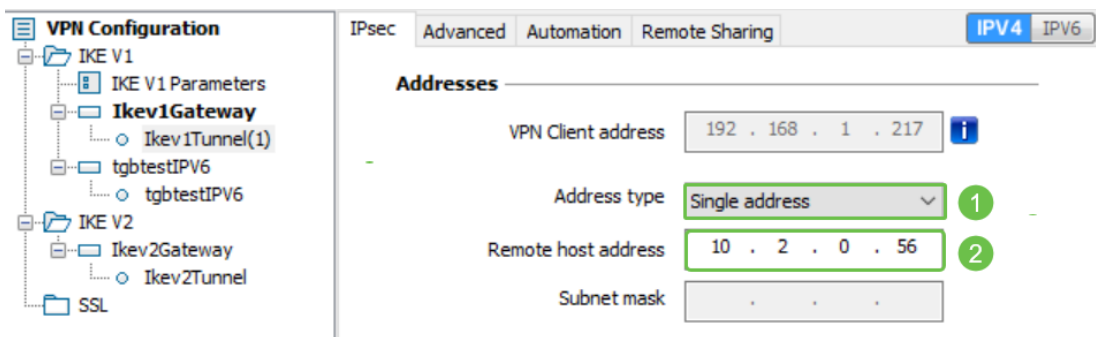 VPN Configuration
IKE V1
IKE V1 Parameters
Ikev1Gateway
Ikev1Tunnel(1)
tgbtestIPV6
tgbtestIPV6
IKE V2
Ikev2Gateway
Ikev2Tunnel
SSL
IPsec Advanced Automation Remote Sharing IPV4 IPV6
Addresses
VPN Client address 192 . 168 . 1 . 217 i
Address type Single address 1
Remote host address 10 . 2 . 0 . 56 2
Subnet mask . . .